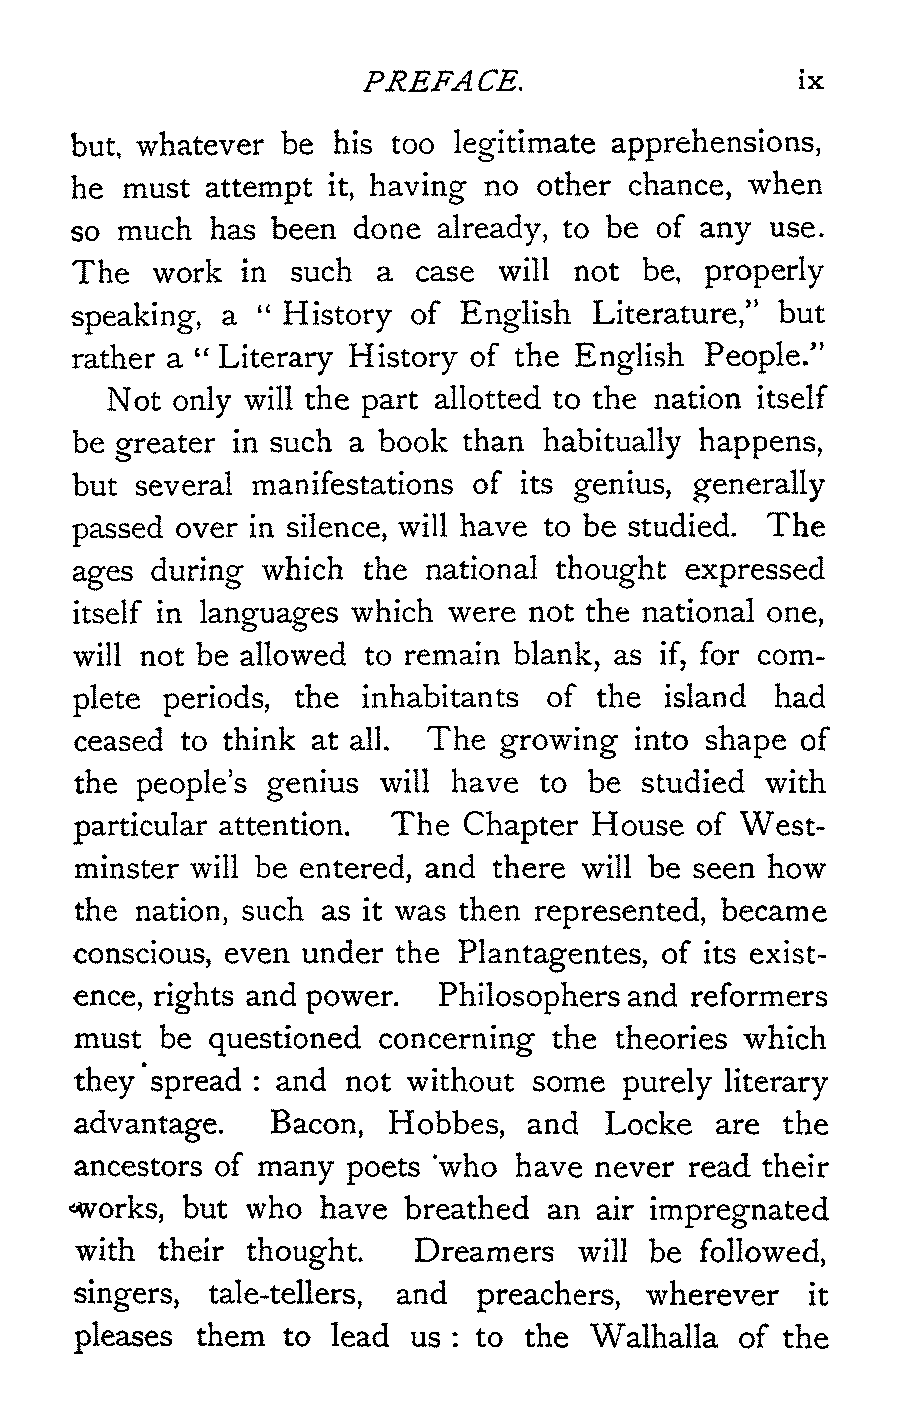 PREFACE. ix
but, whatever be his too legitimate apprehensions,
he must attempt it, having no other chance, when
so much has been done already, to be of any use.
The work in such a case will not be, properly
speaking, a “ History of English Literature,” but
rather a “ Literary History of the English People.”
Not only will the part allotted to the nation itself
be greater in such a book than habitually happens,
but several manifestations of its genius, generally
passed over in silence, will have to be studied. The
ages during which the national thought expressed
itself in languages which were not the national one,
will not be allowed to remain blank, as if, for com-
plete periods, the inhabitants of the island had
ceased to think at all. The growing into shape of
the people's genius will have to be studied with
particular attention. The Chapter House of West-
minster will be entered, and there will be seen how
the nation, such as it was then represented, became
conscious, even under the Plantagentes, of its exist-
ence, rights and power. Philosophers and reformers
must be questioned concerning the theories which
they spread : and not without some purely literary
advantage. Bacon, Hobbes, and Locke are the
ancestors of many poets who have never read their
works, but who have breathed an air impregnated
with their thought. Dreamers will be followed,
singers, tale-tellers, and preachers, wherever it
pleases them to lead us : to the Walhalla of the